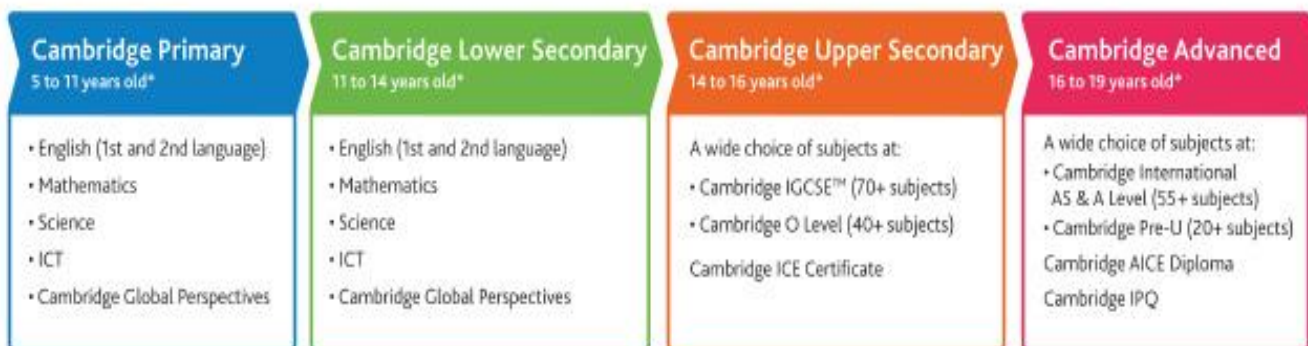 Cambridge Primary
5 to 11 years old*
• English (1st and 2nd language)
• Mathematics
• Science
• ICT
• Cambridge Global Perspectives
Cambridge Lower Secondary
11 to 14 years old*
• English (1st and 2nd language)
• Mathematics
• Science
• ICT
• Cambridge Global Perspectives
Cambridge Upper Secondary
14 to 16 years old*
A wide choice of subjects at:
• Cambridge IGCSE™ (70+ subjects)
• Cambridge O Level (40+ subjects)
Cambridge ICE Certificate
Cambridge Advanced
16 to 19 years old*
A wide choice of subjects at:
• Cambridge International
AS & A Level (55+ subjects)
• Cambridge Pre-U (20+ subjects)
Cambridge AICE Diploma
Cambridge IPQ